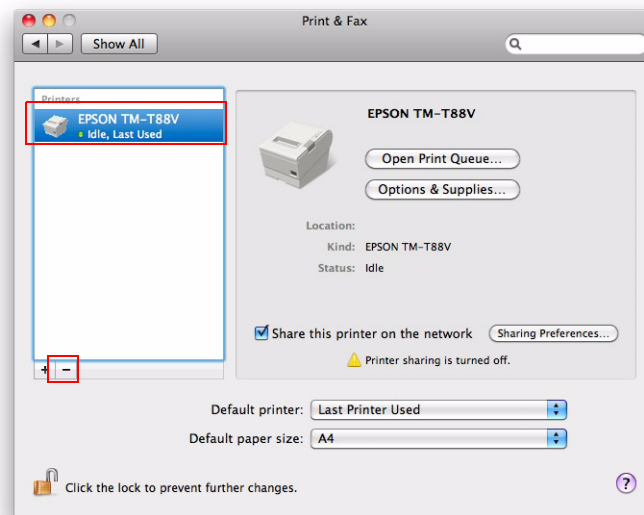 Print & Fax
Show All
Printers
EPSON TM-T88V
Idle, Last Used
EPSON TM-T88V
Open Print Queue...
Options & Supplies...
Location:
Kind: EPSON TM-T88V
Status: Idle
Share this printer on the network Sharing Preferences...
Printer sharing is turned off.
+ −
Default printer: Last Printer Used
Default paper size: A4
Click the lock to prevent further changes. ?